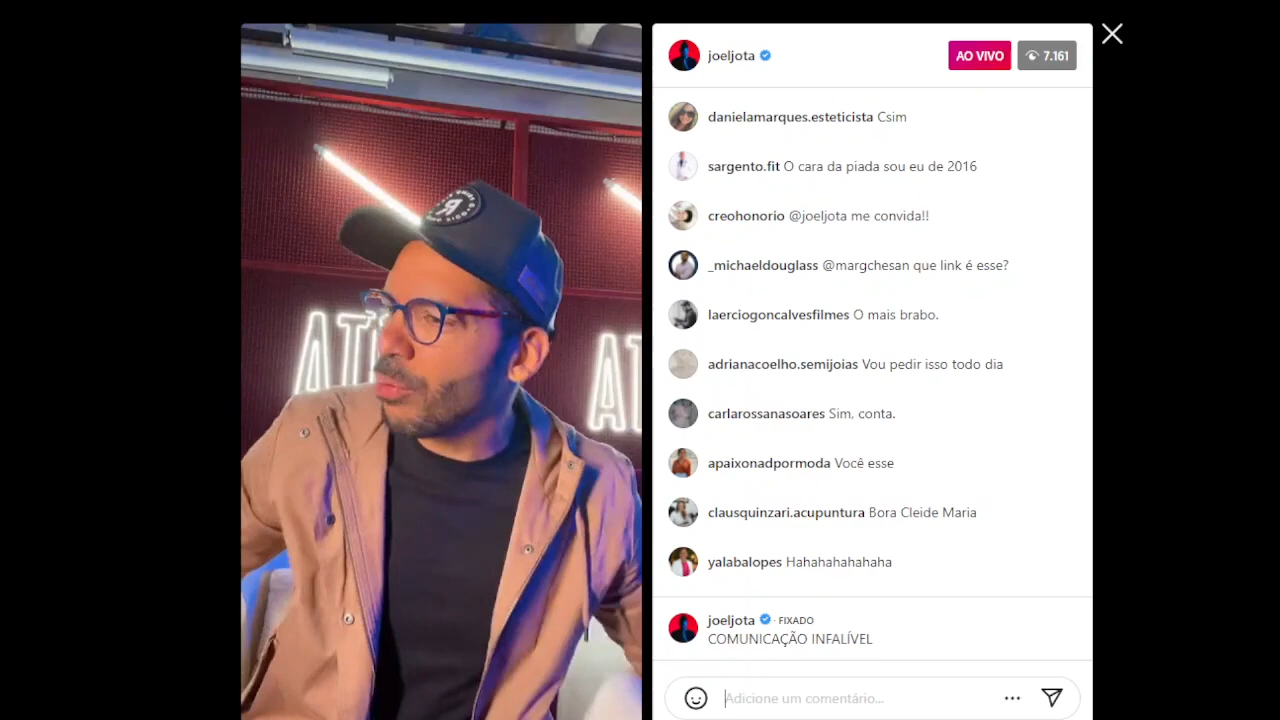 joeljota
AO VIVO
7.161
danielamarques.esteticista Csim
sargento.fit O cara da piada sou eu de 2016
creohonorio @joeljota me convida!!
_michaeldouglass @margchesan que link é esse?
laerciogoncalvesfilmes O mais brabo.
adrianacoelho.semijoias Vou pedir isso todo dia
carlarossanasoares Sim, conta.
apaixonadpormoda Você esse
clausquinzari.acupuntura Bora Cleide Maria
yalabalopes Hahahahahahaha
joeljota · FIXADO
COMUNICAÇÃO INFALÍVEL
Adicione um comentário...